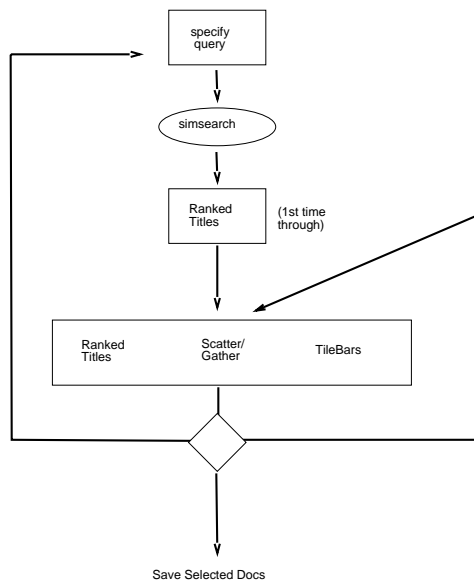 specify
query
simsearch
Ranked
Titles
(1st time
through)
Ranked
Titles
Scatter/
Gather
TileBars
Save Selected Docs